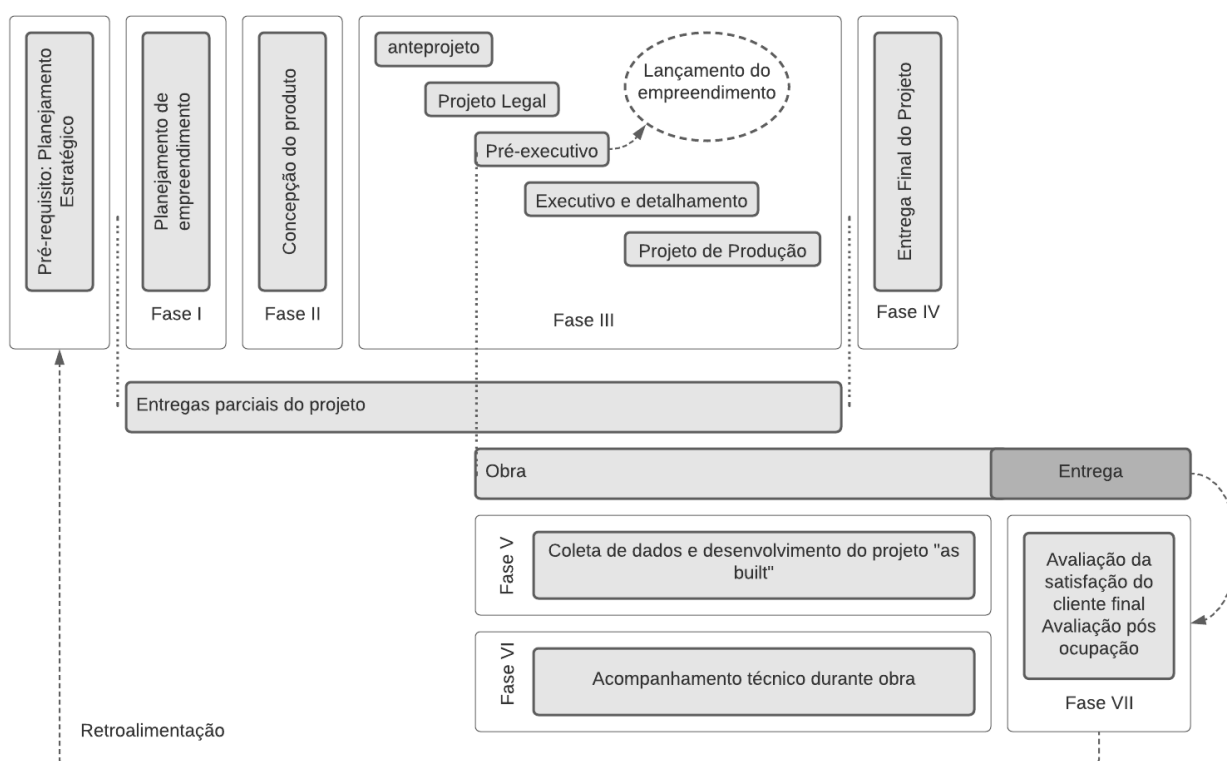 Pré-requisito: Planejamento
Estratégico
Planejamento de
empreendimento
Fase I
Concepção do produto
Fase II
anteprojeto
Projeto Legal
Pré-executivo
Executivo e detalhamento
Projeto de Produção
Lançamento do
empreendimento
Fase III
Entrega Final do Projeto
Fase IV
Entregas parciais do projeto
Obra
Entrega
Fase V
Coleta de dados e desenvolvimento do projeto "as
built"
Fase VI
Acompanhamento técnico durante obra
Avaliação da
satisfação do
cliente final
Avaliação pós
ocupação
Fase VII
Retroalimentação